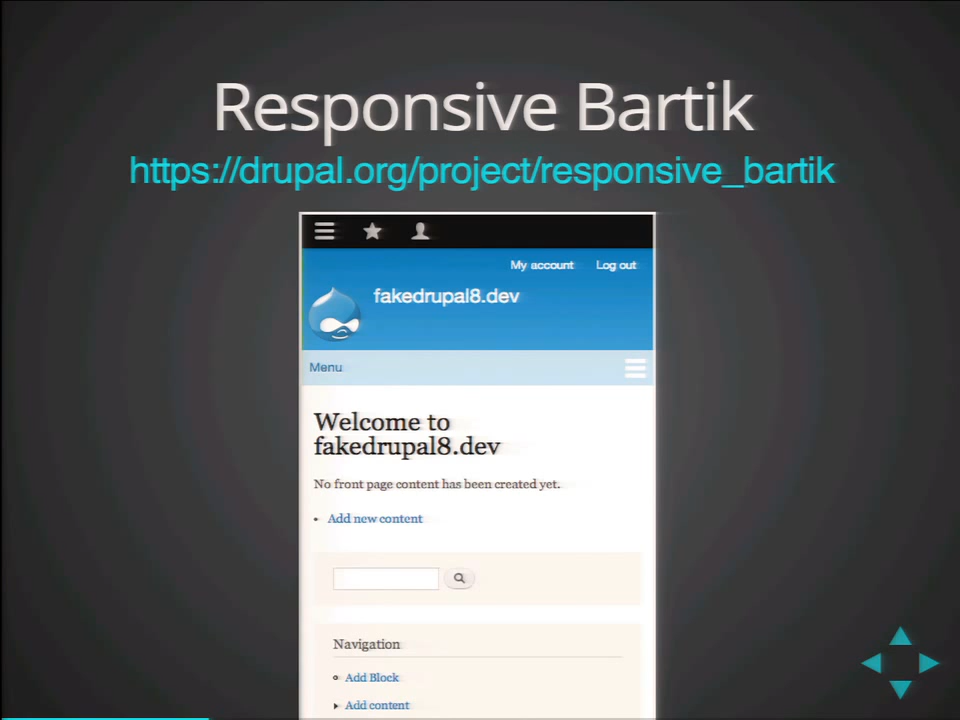 Responsive Bartik
https://drupal.org/project/responsive_bartik
My account Log out
fakedrupal8.dev
Menu
Welcome to
fakedrupal8.dev
No front page content has been created yet.
Add new content
Navigation
Add Block
Add content